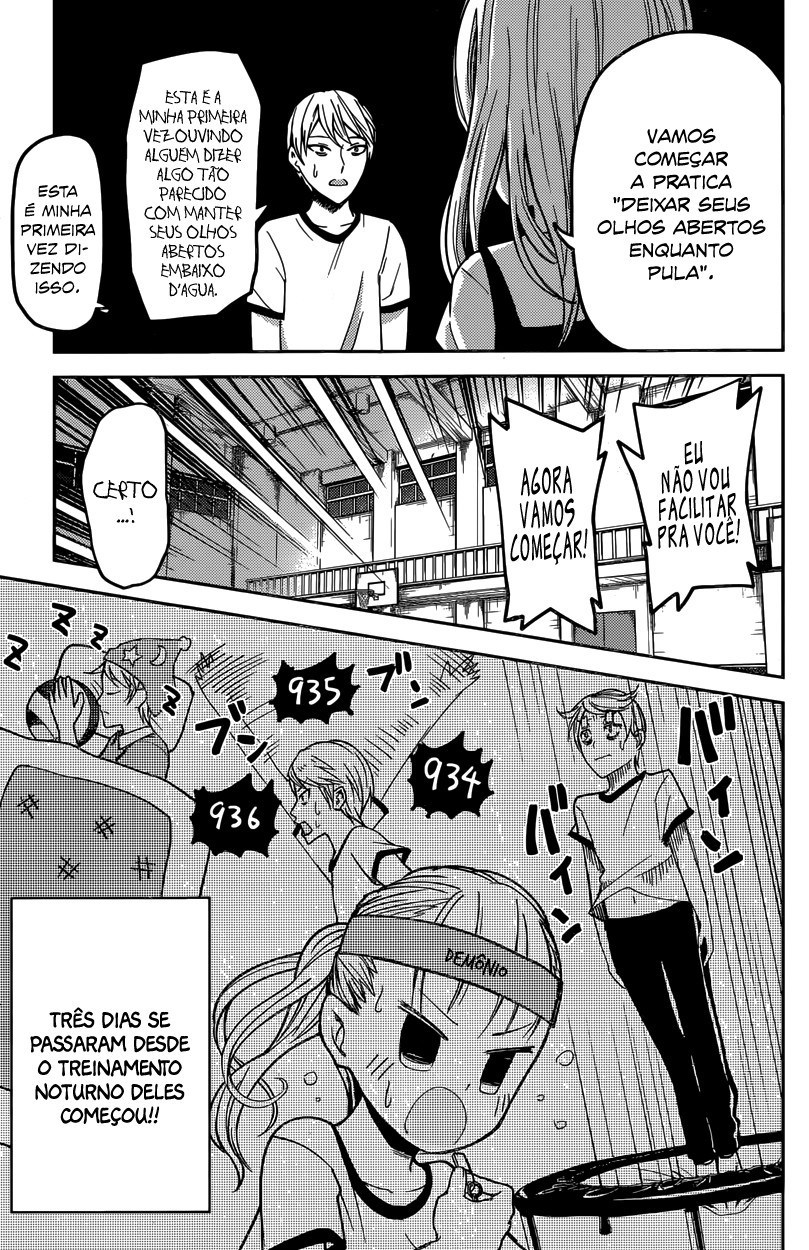 VAMOS
COMEÇAR
A PRATICA
"DEIXAR SEUS
OLHOS ABERTOS
ENQUANTO
PULA".
ESTA É A
MINHA PRIMEIRA
VEZ OUVINDO
ALGUEM DIZER
ALGO TÃO
PARECIDO
COM MANTER
SEUS OLHOS
ABERTOS
EMBAIXO
D'AGUA.
ESTA
É MINHA
PRIMEIRA
VEZ DI-
ZENDO
ISSO.
EU
NÃO VOU
FACILITAR
PRA VOCÊ!
AGORA
VAMOS
COMEÇAR!
CERTO
...!
バイン
バイン
934
ブン
935
ブン
936
Z Z Z
Z Z
DEMÔNIO
TRÊS DIAS SE
PASSARAM DESDE
O TREINAMENTO
NOTURNO DELES
COMEÇOU!!